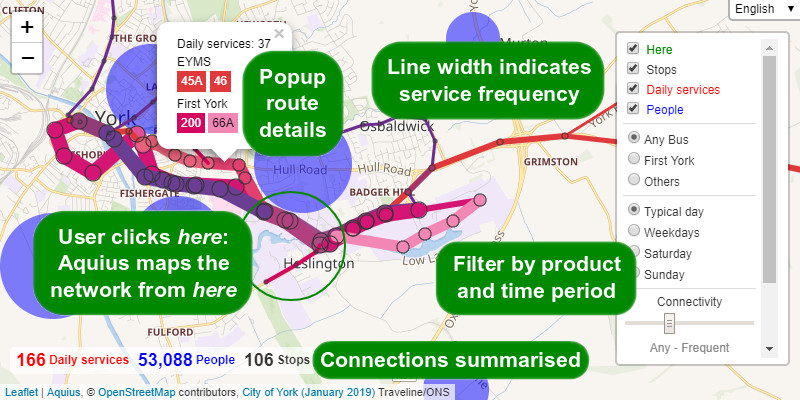 CLIFTON
English
+
−
THE GRO
Murton
×
Daily services: 37
EYMS
45A 46
First York
200 66A
Popup
route
details
Line width indicates
service frequency
Here
Stops
Daily services
People
Any Bus
First York
Others
Typical day
Weekdays
Saturday
Sunday
Connectivity
Any - Frequent
York
Osbaldwick
York
GRIMSTON
BISHOP
Hull Road
Hull Road
FISHERGATE
BADGER HILL
User clicks here:
Aquius maps the
network from here
Heslington
Low La
Filter by product
and time period
FULFORD
166 Daily services 53,088 People 106 Stops
Connections summarised
Leaflet | Aquius, © OpenStreetMap contributors, City of York (January 2019) Traveline/ONS